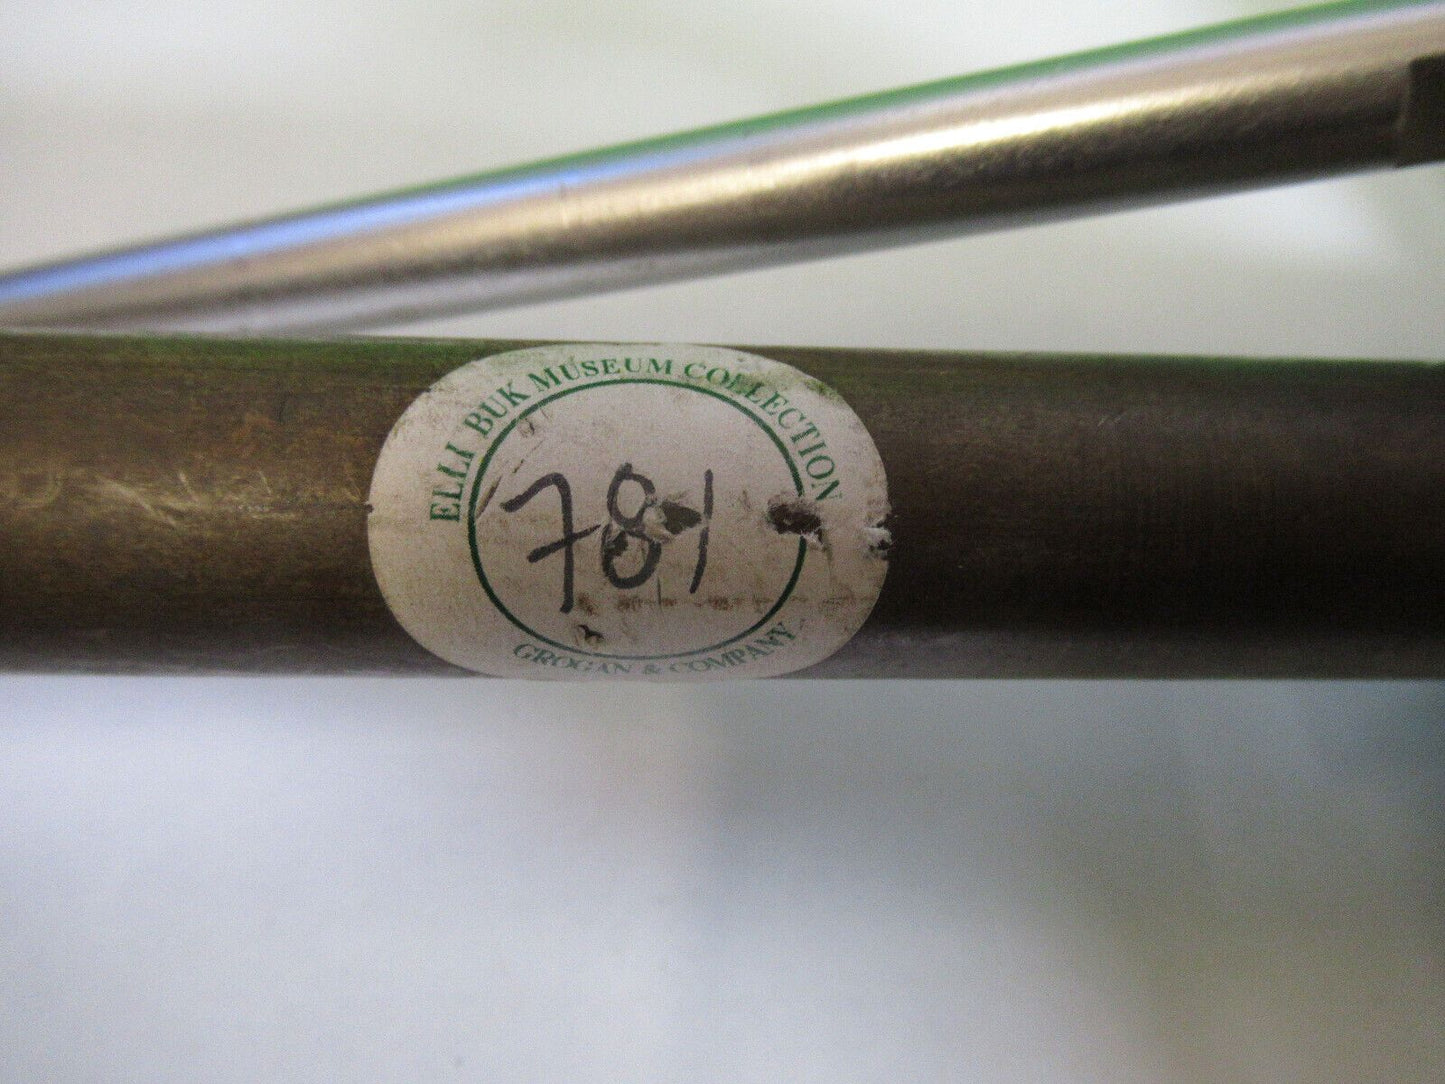 ELLI BUK MUSEUM COLLECTION
781
GROGAN & COMPANY